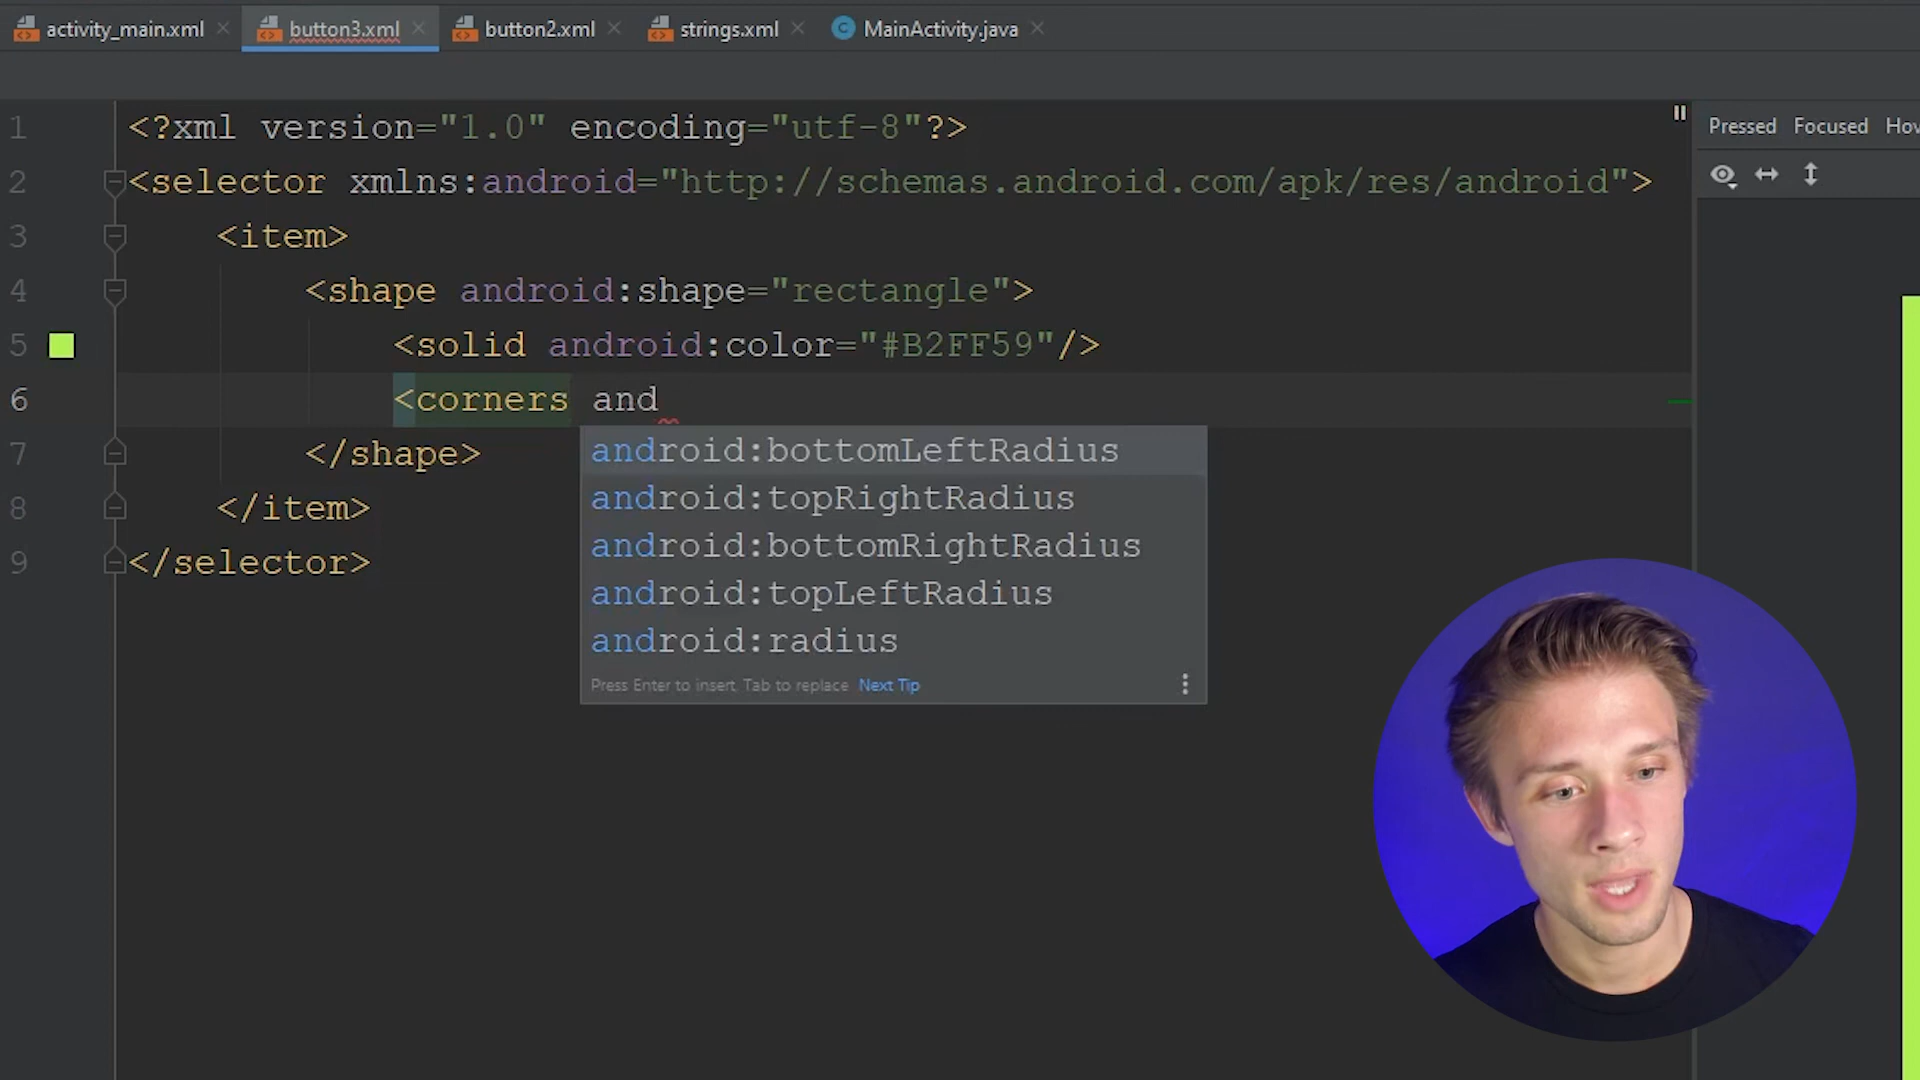 activity_main.xml button3.xml button2.xml strings.xml MainActivity.java
Pressed Focused Hov
1 <?xml version="1.0" encoding="utf-8"?>
2 <selector xmlns:android="http://schemas.android.com/apk/res/android">
3 <item>
4 <shape android:shape="rectangle">
5 <solid android:color="#B2FF59"/>
6 <corners and
7 </shape>
8 </item>
9 </selector>
android:bottomLeftRadius
android:topRightRadius
android:bottomRightRadius
android:topLeftRadius
android:radius
Press Enter to insert, Tab to replace Next Tip